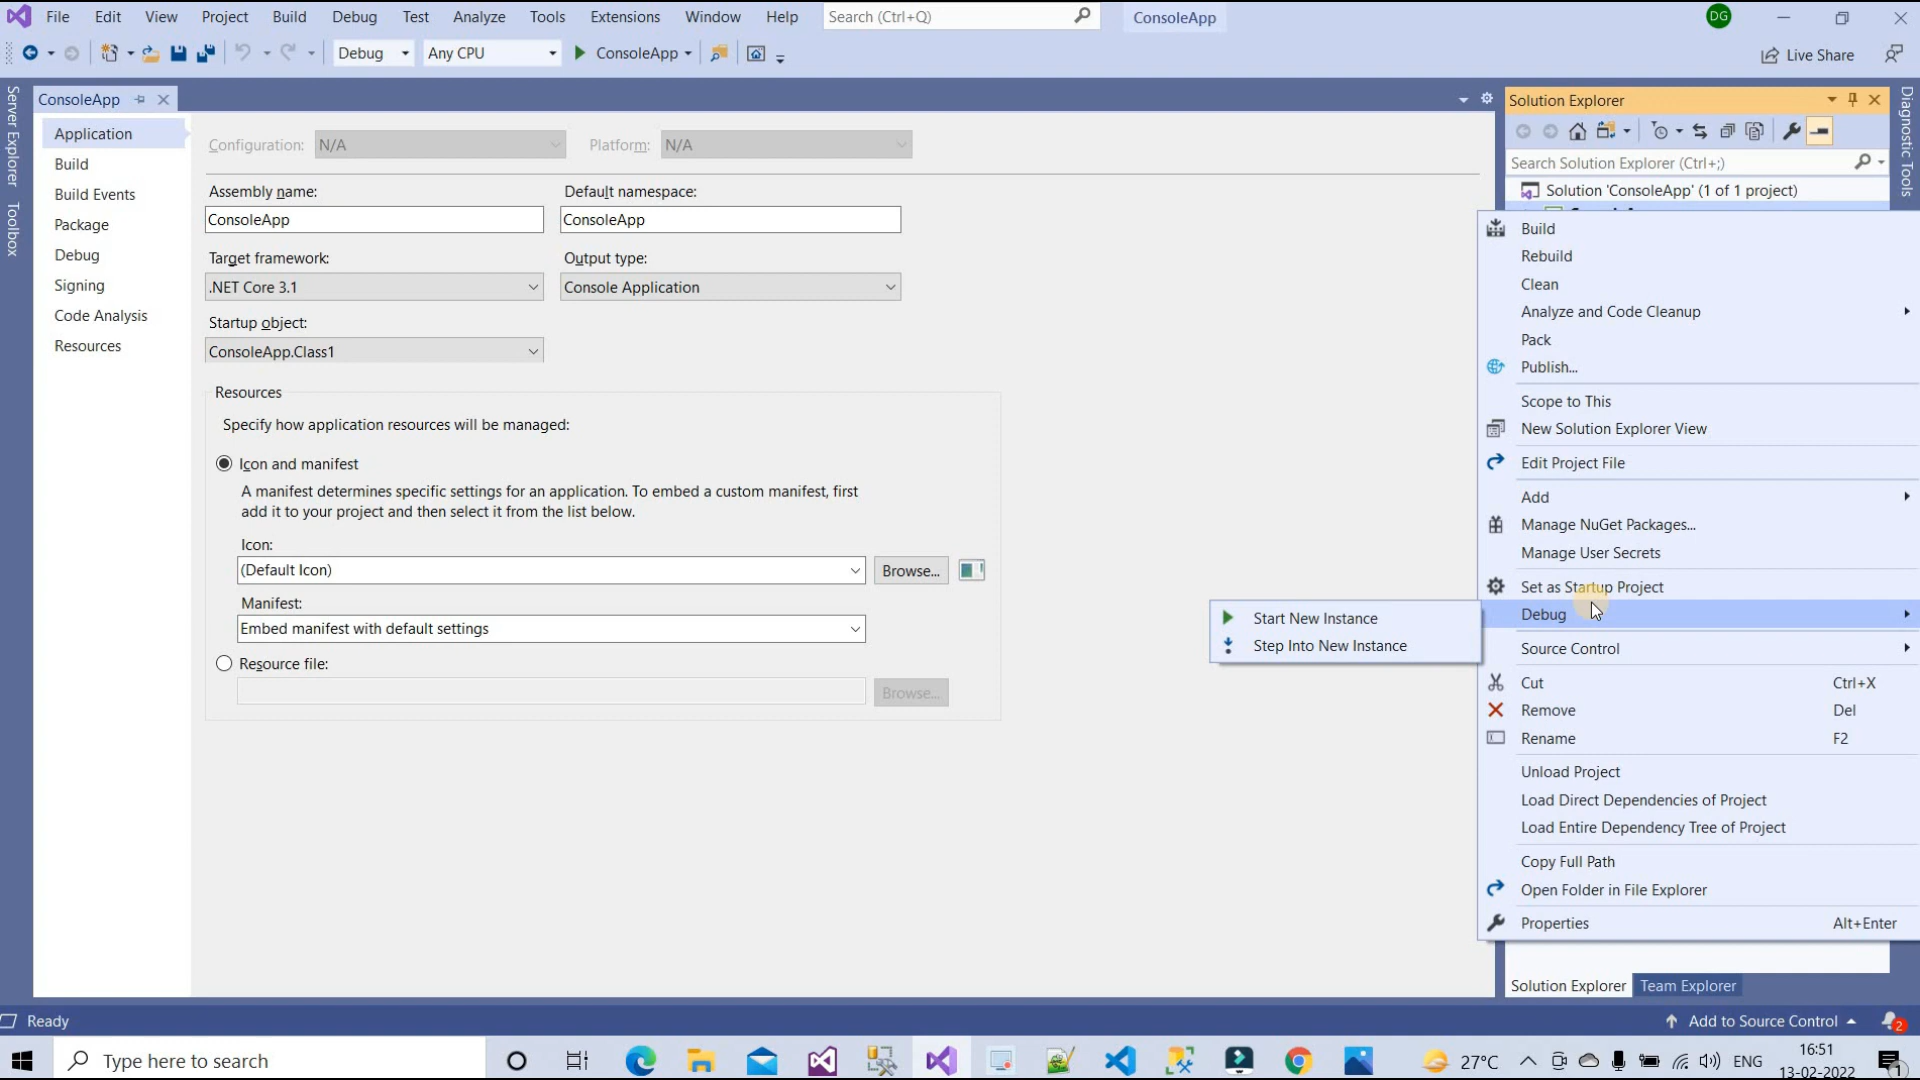 File Edit View Project Build Debug Test Analyze Tools Extensions Window Help Search (Ctrl+Q) ConsoleApp DG
Debug Any CPU ConsoleApp Live Share
Server Explorer
Toolbox
ConsoleApp
Application
Build
Build Events
Package
Debug
Signing
Code Analysis
Resources
Configuration: N/A Platform: N/A
Assembly name: Default namespace:
ConsoleApp ConsoleApp
Target framework: Output type:
.NET Core 3.1 Console Application
Startup object:
ConsoleApp.Class1
Resources
Specify how application resources will be managed:
Icon and manifest
A manifest determines specific settings for an application. To embed a custom manifest, first
add it to your project and then select it from the list below.
Icon:
(Default Icon) Browse...
Manifest:
Embed manifest with default settings
Resource file:
Browse...
Start New Instance
Step Into New Instance
Solution Explorer
Search Solution Explorer (Ctrl+;)
Solution 'ConsoleApp' (1 of 1 project)
Build
Rebuild
Clean
Analyze and Code Cleanup
Pack
Publish...
Scope to This
New Solution Explorer View
Edit Project File
Add
Manage NuGet Packages...
Manage User Secrets
Set as Startup Project
Debug
Source Control
Cut Ctrl+X
Remove Del
Rename F2
Unload Project
Load Direct Dependencies of Project
Load Entire Dependency Tree of Project
Copy Full Path
Open Folder in File Explorer
Properties Alt+Enter
Solution Explorer Team Explorer
Diagnostic Tools
Ready Add to Source Control 2
Type here to search 27°C ENG 16:51
13-02-2022 1